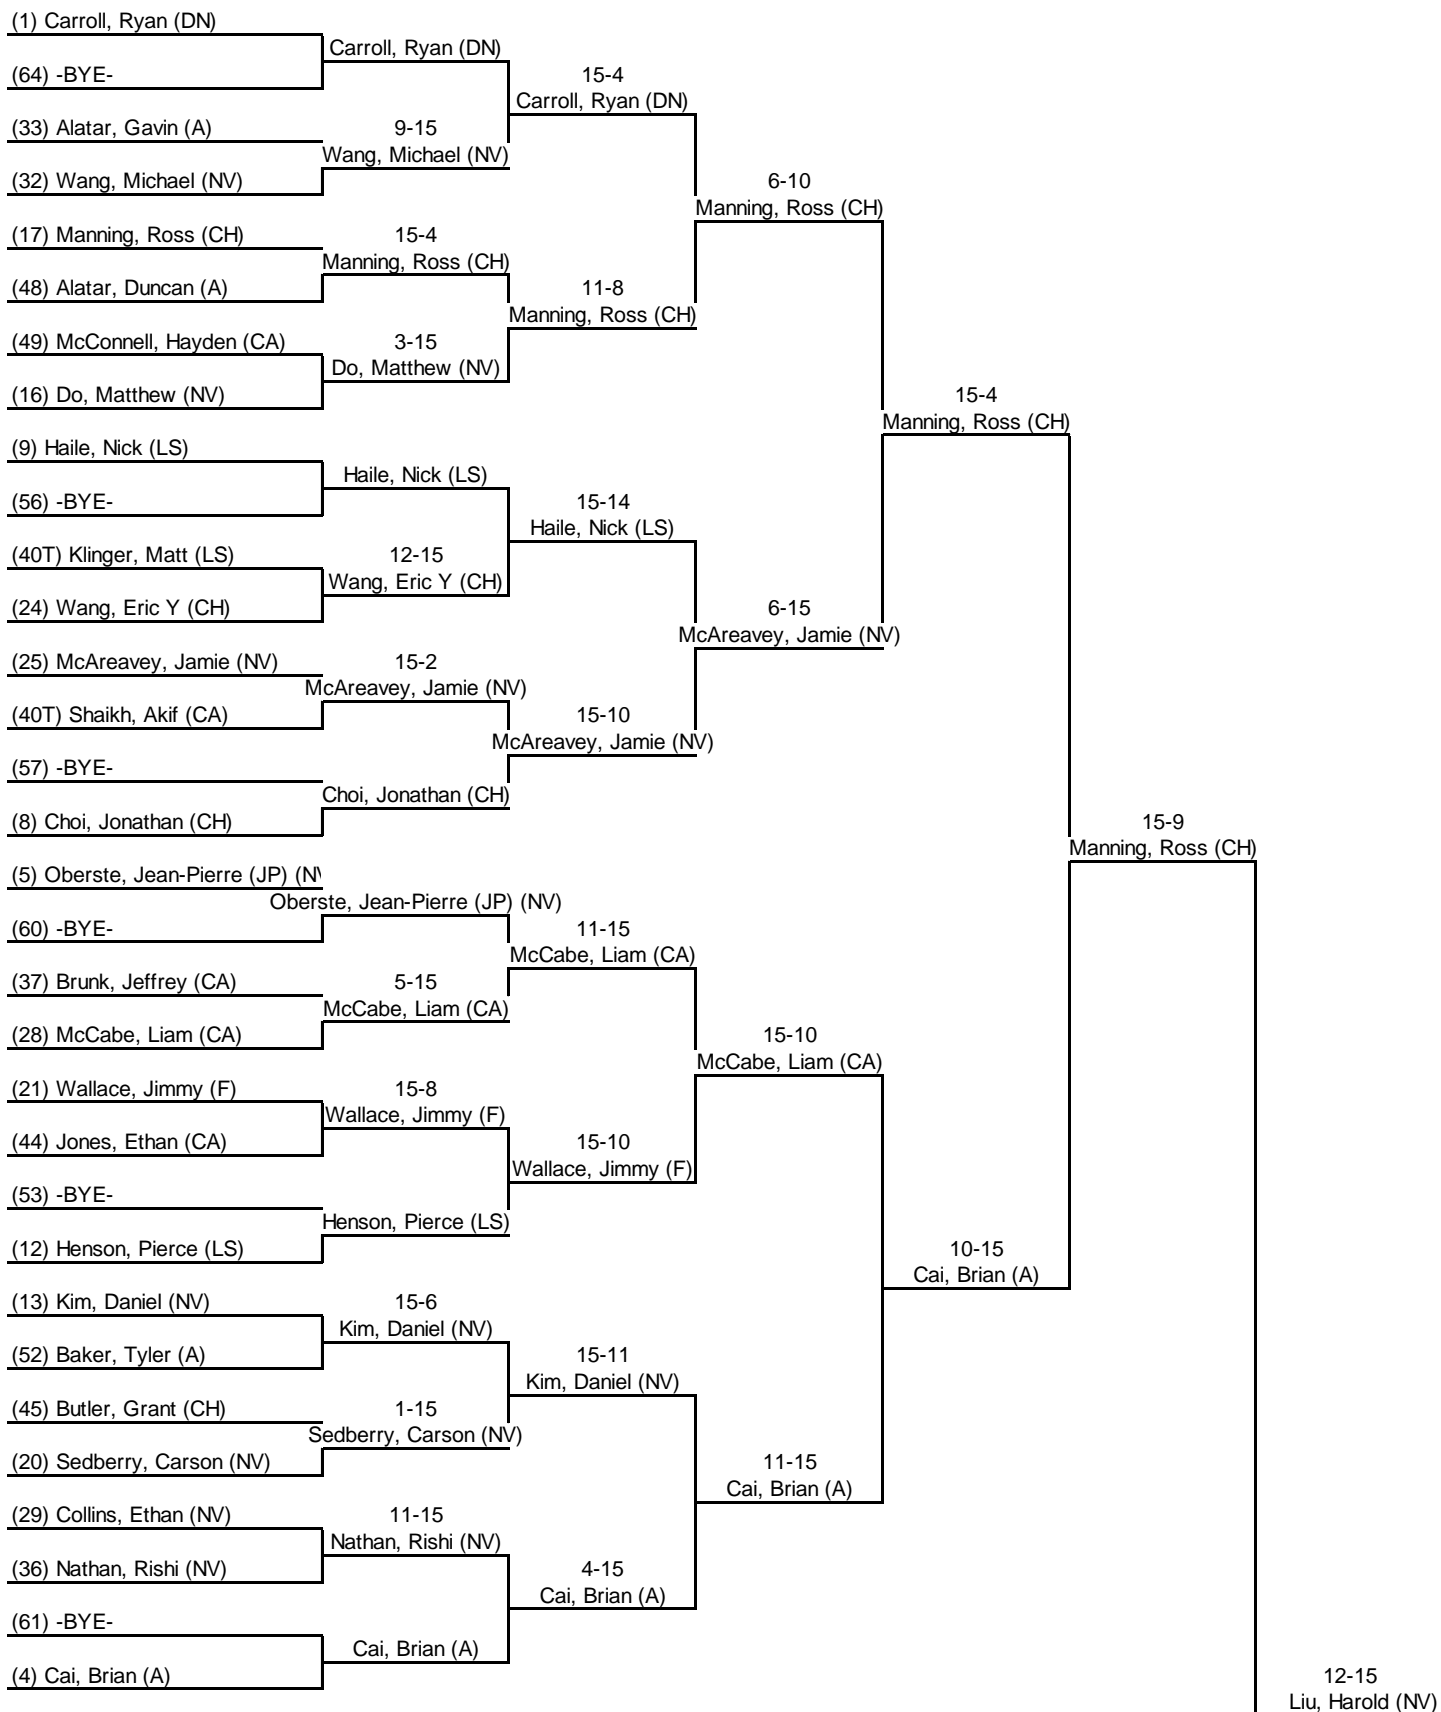 (1) Carroll, Ryan (DN)
Carroll, Ryan (DN)
(64) -BYE-
15-4
Carroll, Ryan (DN)
(33) Alatar, Gavin (A)
9-15
Wang, Michael (NV)
(32) Wang, Michael (NV)
6-10
Manning, Ross (CH)
(17) Manning, Ross (CH)
15-4
Manning, Ross (CH)
(48) Alatar, Duncan (A)
11-8
Manning, Ross (CH)
(49) McConnell, Hayden (CA)
3-15
Do, Matthew (NV)
(16) Do, Matthew (NV)
15-4
Manning, Ross (CH)
(9) Haile, Nick (LS)
Haile, Nick (LS)
(56) -BYE-
15-14
Haile, Nick (LS)
(40T) Klinger, Matt (LS)
12-15
Wang, Eric Y (CH)
(24) Wang, Eric Y (CH)
6-15
McAreavey, Jamie (NV)
(25) McAreavey, Jamie (NV)
15-2
McAreavey, Jamie (NV)
(40T) Shaikh, Akif (CA)
15-10
McAreavey, Jamie (NV)
(57) -BYE-
Choi, Jonathan (CH)
(8) Choi, Jonathan (CH)
15-9
Manning, Ross (CH)
(5) Oberste, Jean-Pierre (JP) (NV
Oberste, Jean-Pierre (JP) (NV)
(60) -BYE-
11-15
McCabe, Liam (CA)
(37) Brunk, Jeffrey (CA)
5-15
McCabe, Liam (CA)
(28) McCabe, Liam (CA)
15-10
McCabe, Liam (CA)
(21) Wallace, Jimmy (F)
15-8
Wallace, Jimmy (F)
(44) Jones, Ethan (CA)
15-10
Wallace, Jimmy (F)
(53) -BYE-
Henson, Pierce (LS)
(12) Henson, Pierce (LS)
10-15
Cai, Brian (A)
(13) Kim, Daniel (NV)
15-6
Kim, Daniel (NV)
(52) Baker, Tyler (A)
15-11
Kim, Daniel (NV)
(45) Butler, Grant (CH)
1-15
Sedberry, Carson (NV)
(20) Sedberry, Carson (NV)
11-15
Cai, Brian (A)
(29) Collins, Ethan (NV)
11-15
Nathan, Rishi (NV)
(36) Nathan, Rishi (NV)
4-15
Cai, Brian (A)
(61) -BYE-
Cai, Brian (A)
(4) Cai, Brian (A)
12-15
Liu, Harold (NV)